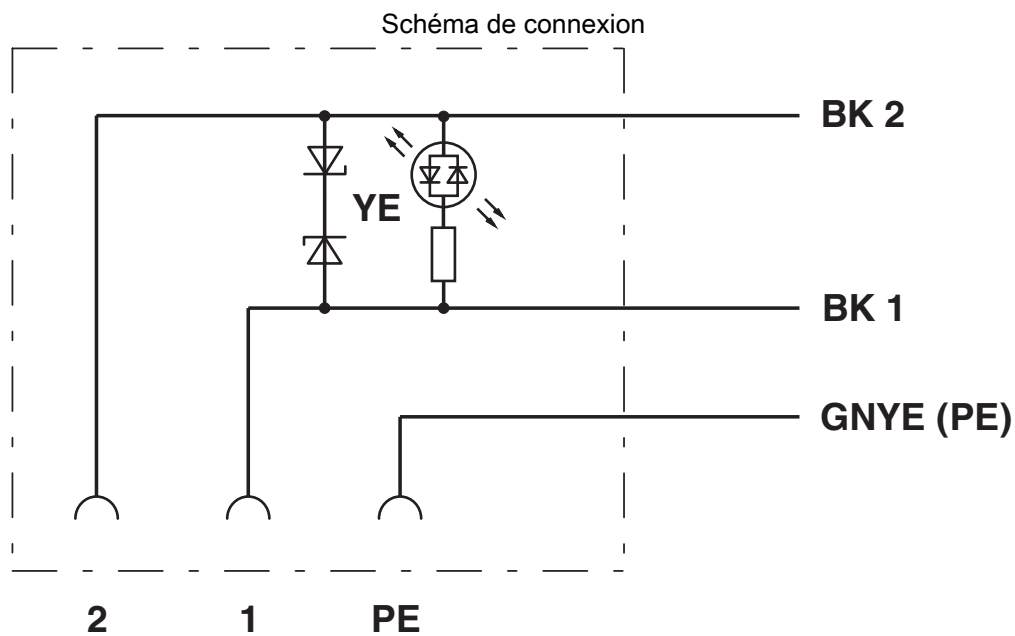 Schéma de connexion
BK 2
YE
BK 1
GNYE (PE)
2 1 PE